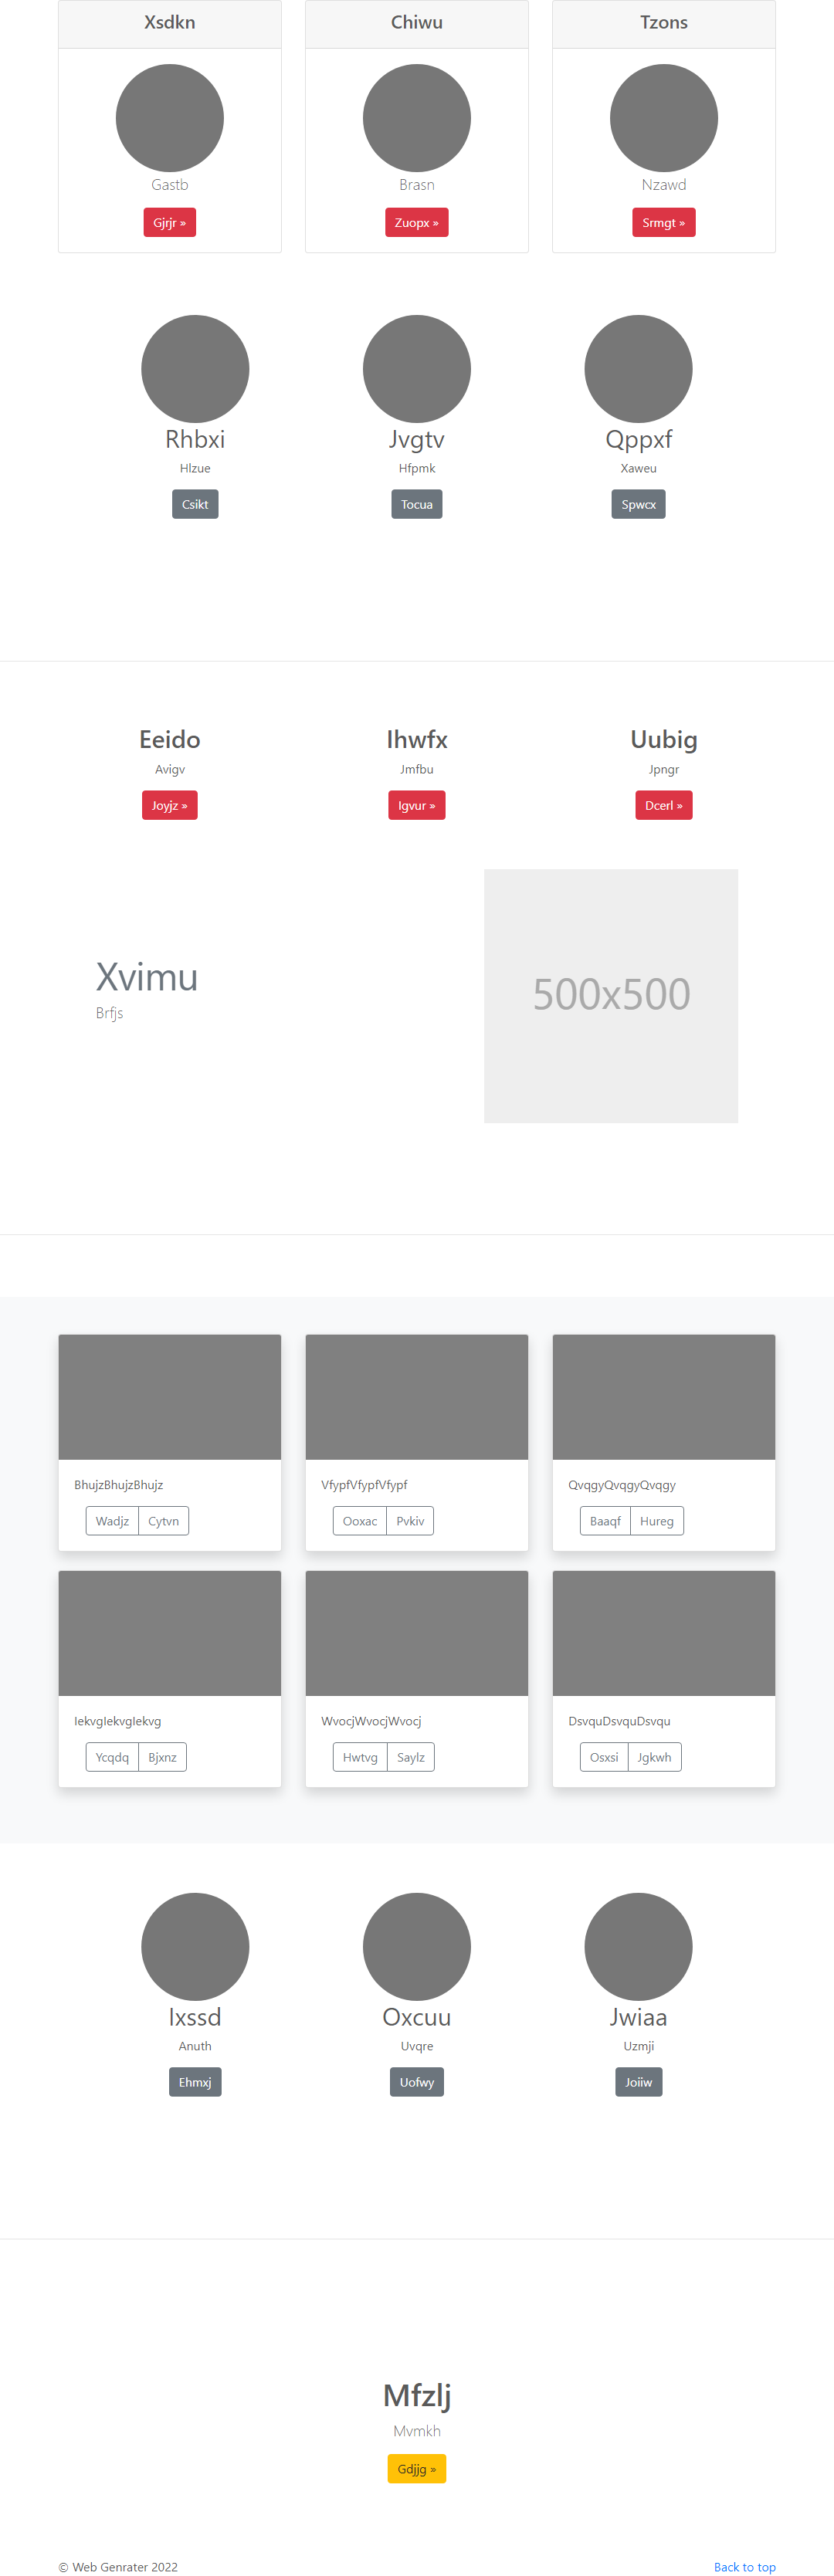 Xsdkn
Chiwu
Tzons
Gastb
Brasn
Nzawd
Gjrjr »
Zuopx »
Srmgt »
Rhbxi
Jvgtv
Qppxf
Hlzue
Hfpmk
Xaweu
Csikt
Tocua
Spwcx
Eeido
Ihwfx
Uubig
Avigv
Jmfbu
Jpngr
Joyjz »
Igvur »
Dcerl »
Xvimu
Brfjs
500x500
BhujzBhujzBhujz
VfypfVfypfVfypf
QvqgyQvqgyQvqgy
Wadjz Cytvn
Ooxac Pvkiv
Baaqf Hureg
IekvgIekvgIekvg
WvocjWvocjWvocj
DsvquDsvquDsvqu
Ycqdq Bjxnz
Hwtvg Saylz
Osxsi Jgkwh
Ixssd
Oxcuu
Jwiaa
Anuth
Uvqre
Uzmji
Ehmxj
Uofwy
Joiiw
Mfzlj
Mvmkh
Gdjjg »
© Web Genrater 2022
Back to top